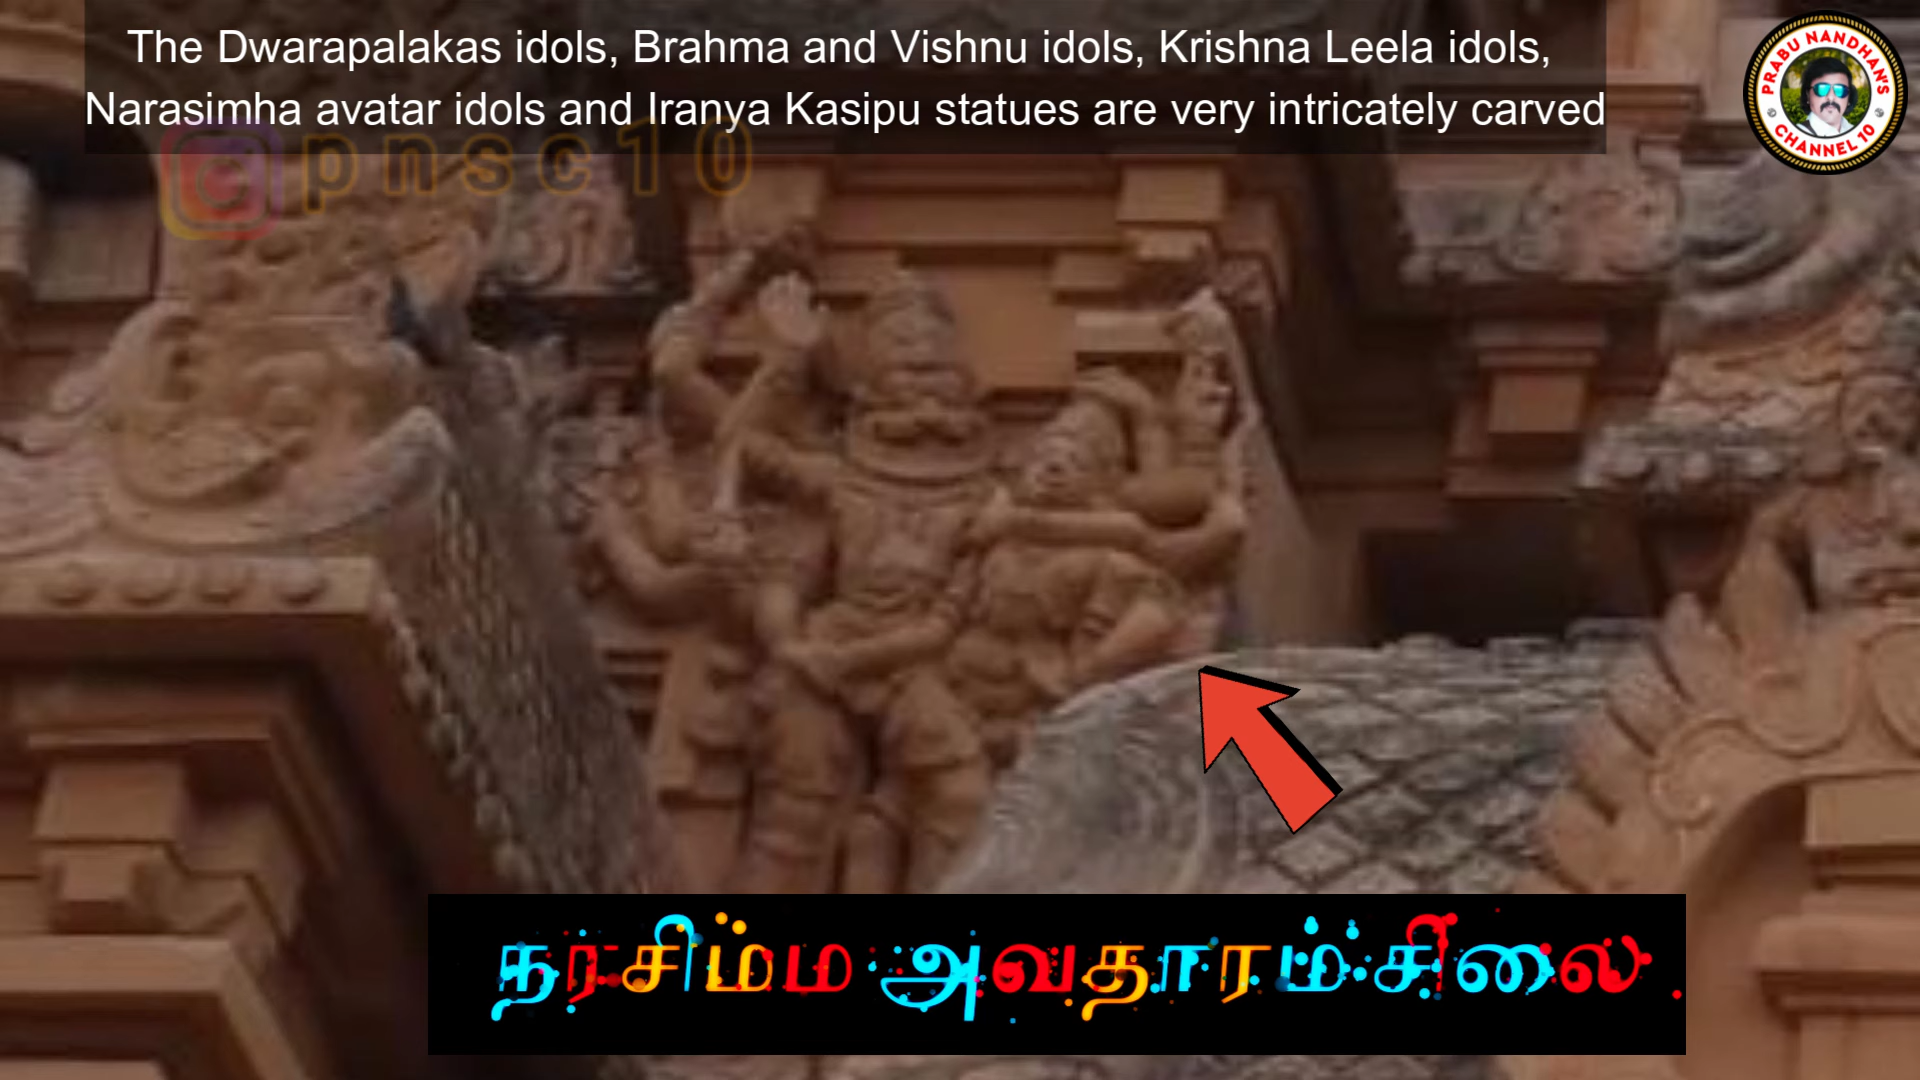 The Dwarapalakas idols, Brahma and Vishnu idols, Krishna Leela idols,
Narasimha avatar idols and Iranya Kasipu statues are very intricately carved
PRABU NANDHAN'S
CHANNEL 10
pnsc10
நரசிம்ம அவதாரம் சிலை